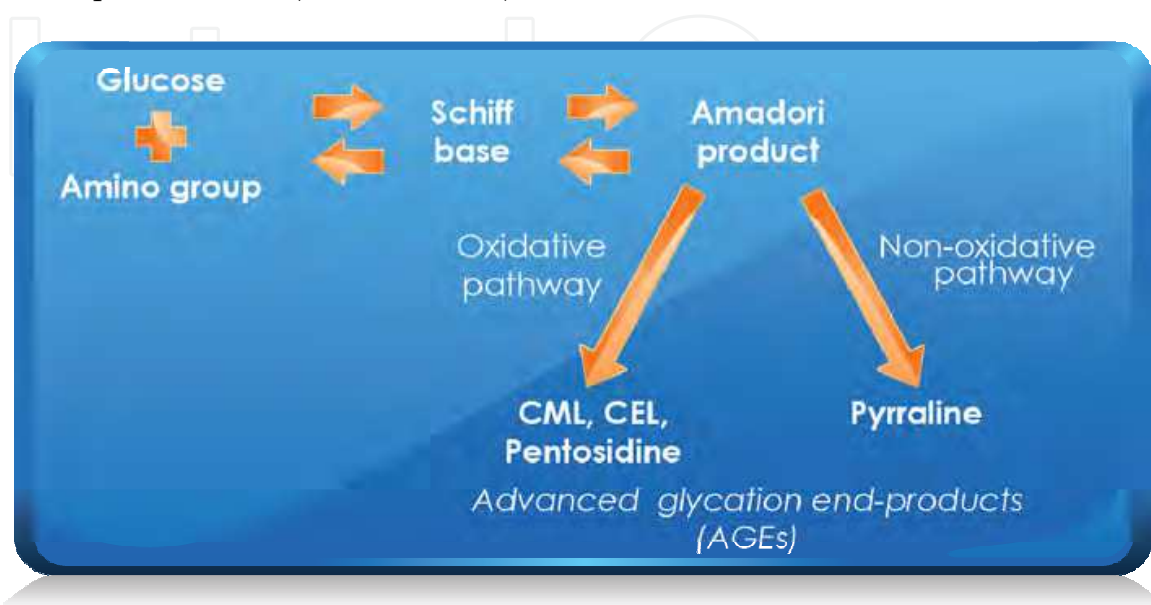 Glucose
Amino group
Schiff
base
Amadori
product
Oxidative
pathway
Non-oxidative
pathway
CML, CEL,
Pentosidine
Pyrraline
Advanced glycation end-products
(AGEs)